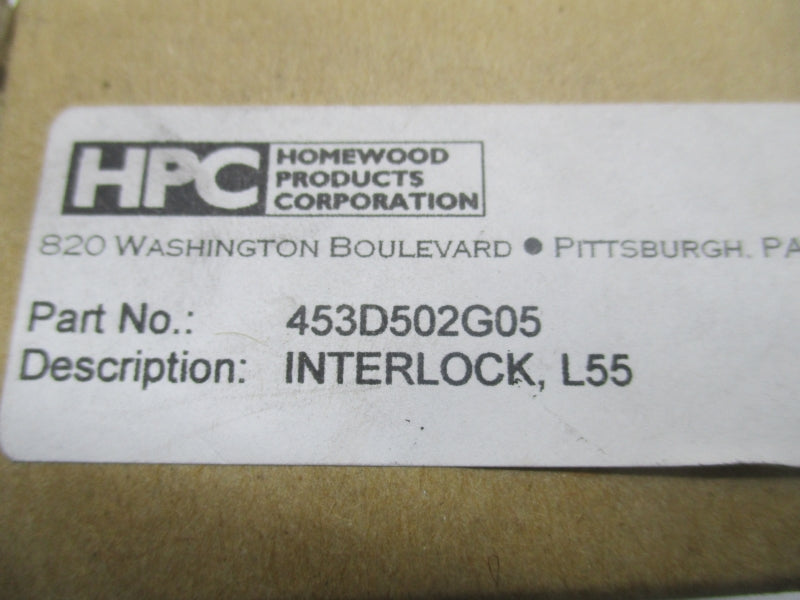 HPC
HOMEWOOD
PRODUCTS
CORPORATION
820 WASHINGTON BOULEVARD ● PITTSBURGH, PA
Part No.: 453D502G05
Description: INTERLOCK, L55